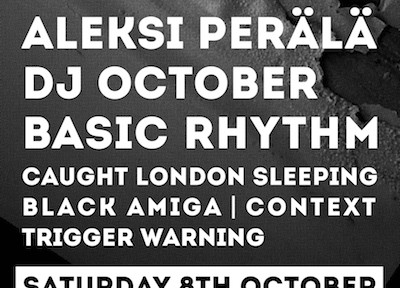 ALEKSI PERÄLÄ
DJ OCTOBER
BASIC RHYTHM
CAUGHT LONDON SLEEPING
BLACK AMIGA | CONTEXT
TRIGGER WARNING
SATURDAY 8TH OCTOBER